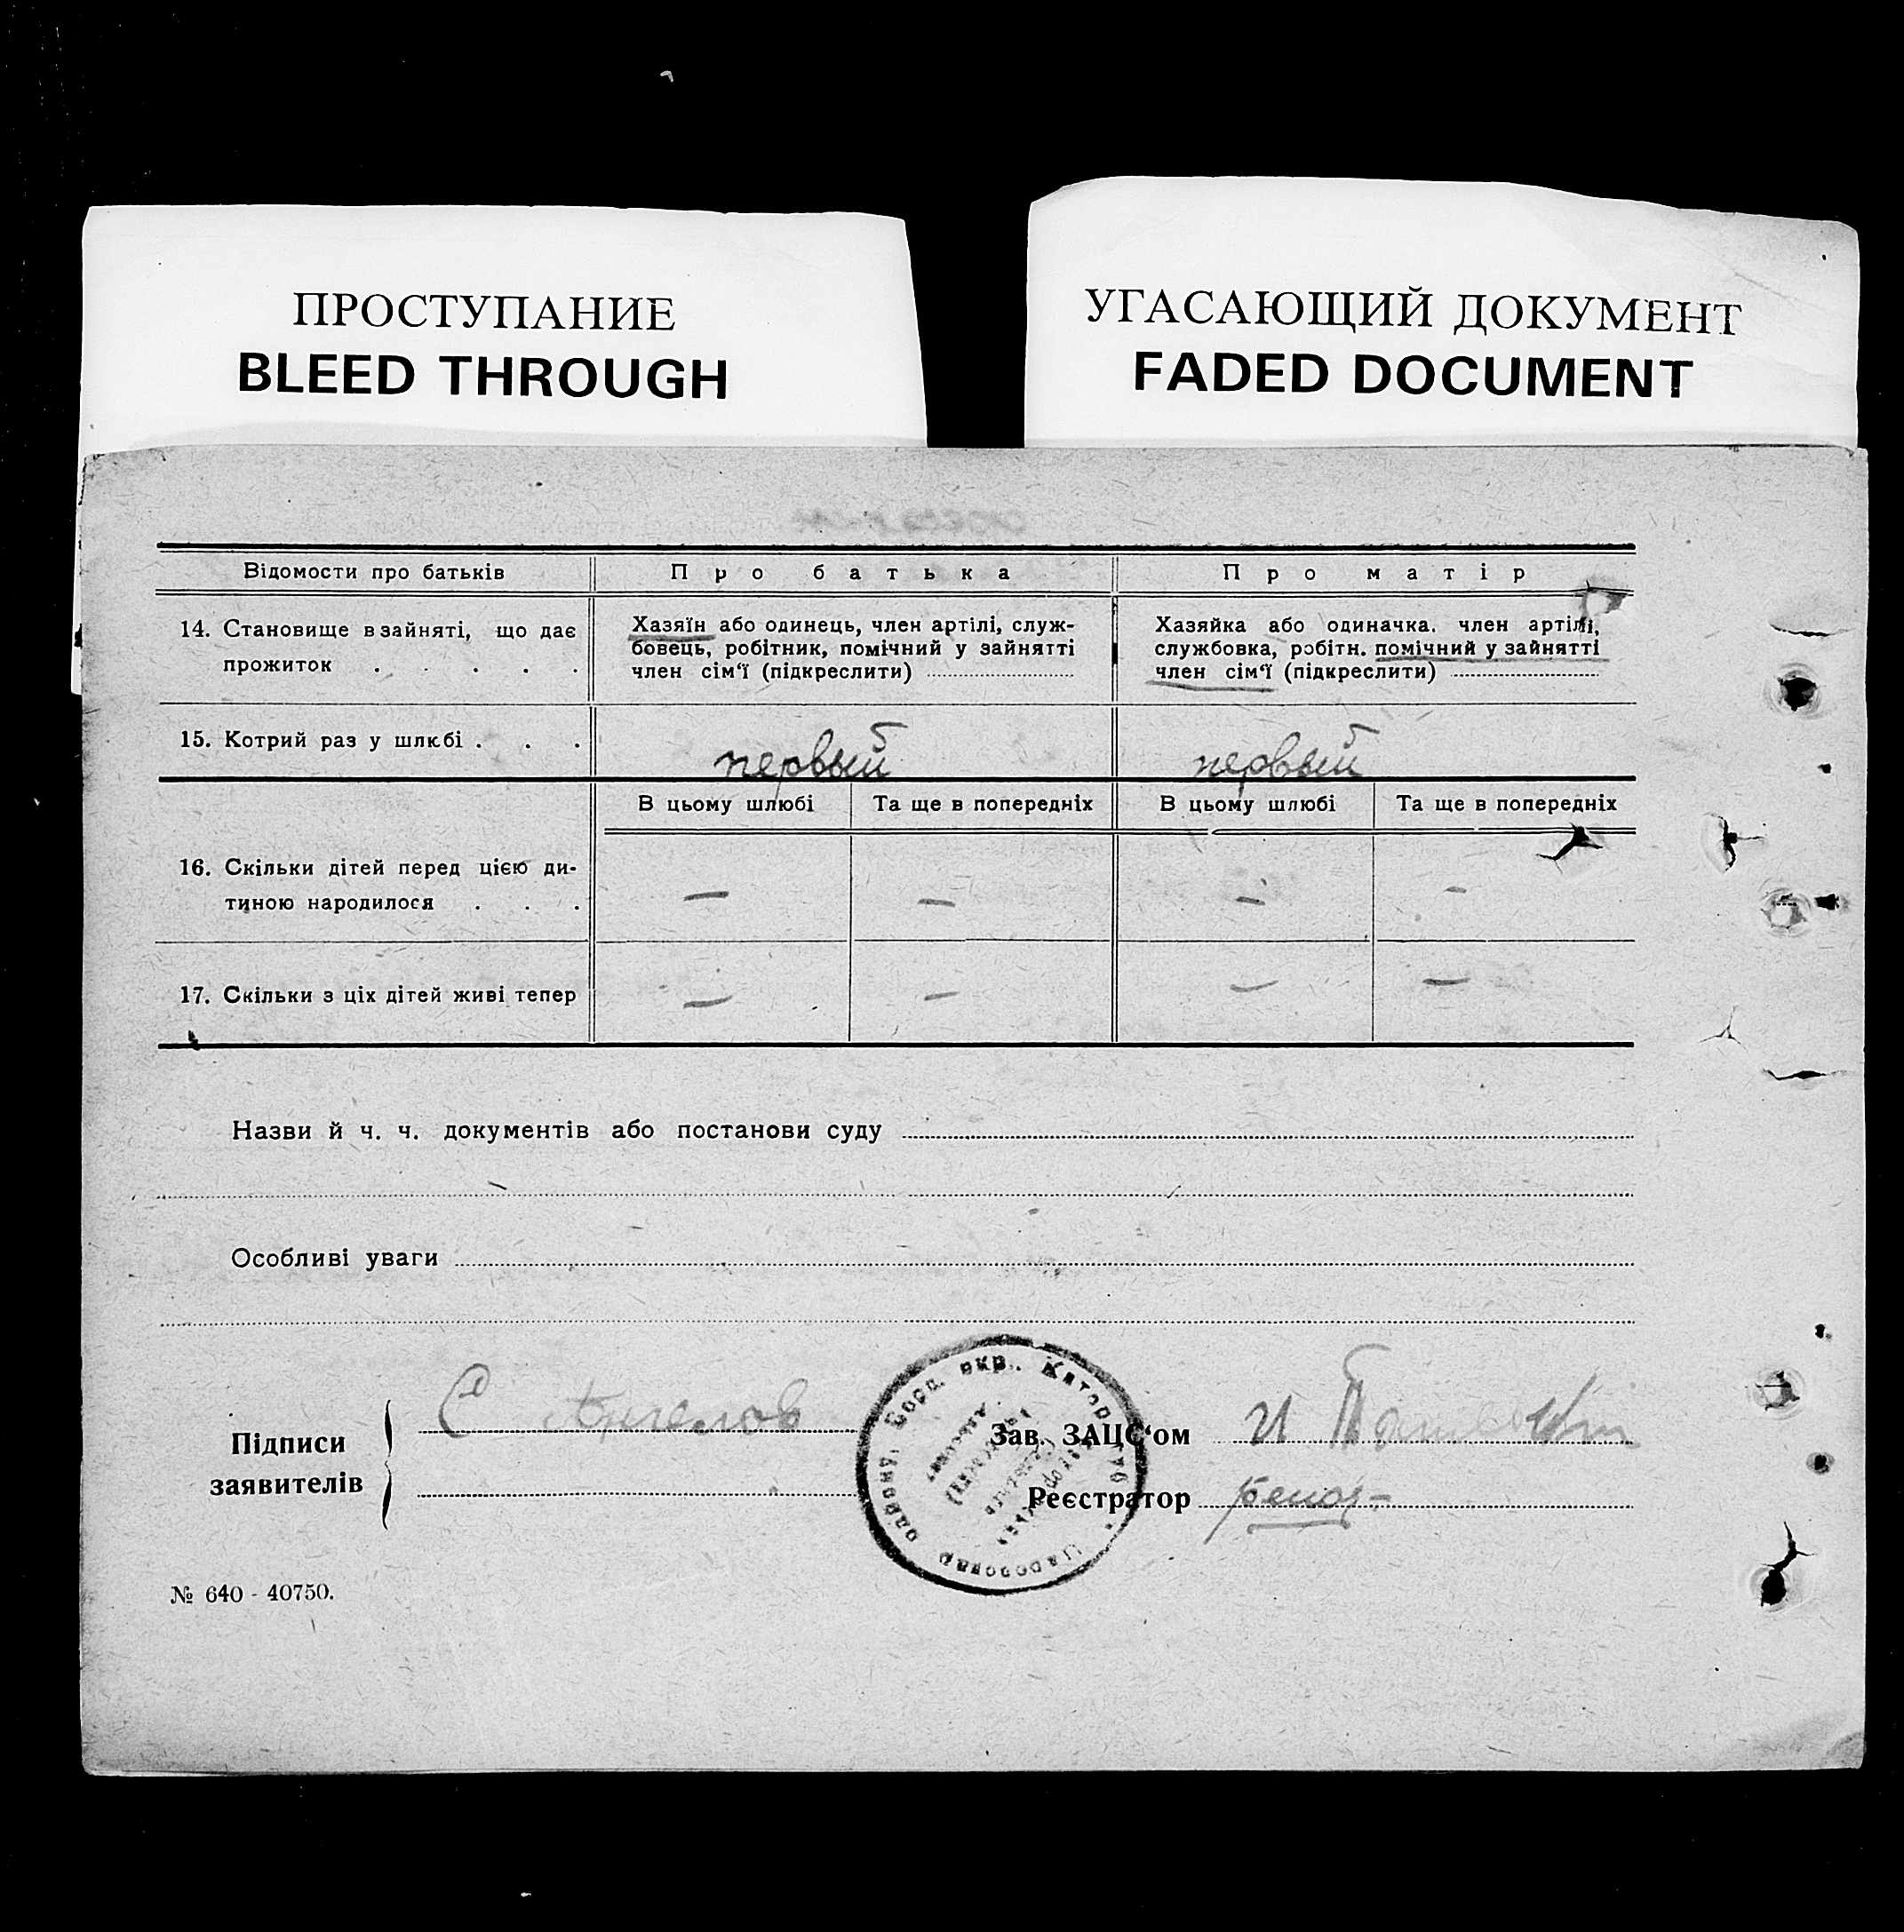 ПРОСТУПАНИЕ
BLEED THROUGH
УГАСАЮЩИЙ ДОКУМЕНТ
FADED DOCUMENT
Відомости про батьків
Про батька
Про матір
14. Становище в зайняті, що дає
прожиток . . . . .
Хазяїн або одинець, член артілі, служ-
бовець, робітник, помічний у зайнятті
член сім‘ї (підкреслити)
Хазяйка або одиначка. член артілі,
службовка, робітн. помічний у зайнятті
член сім‘ї (підкреслити)
15. Котрий раз у шлюбі . . .
первый
первый
В цьому шлюбі
Та ще в попередніх
В цьому шлюбі
Та ще в попередніх
16. Скільки дітей перед цією ди-
тиною народилося . . .
— — — —
17. Скільки з ціх дітей живі тепер
— — — —
Назви й ч. ч. документів або постанови суду
Особливі уваги
Підписи
заявителів
С Ангелов
Зав. ЗАЦС‘ом
И
Реєстратор
№ 640 - 40750.